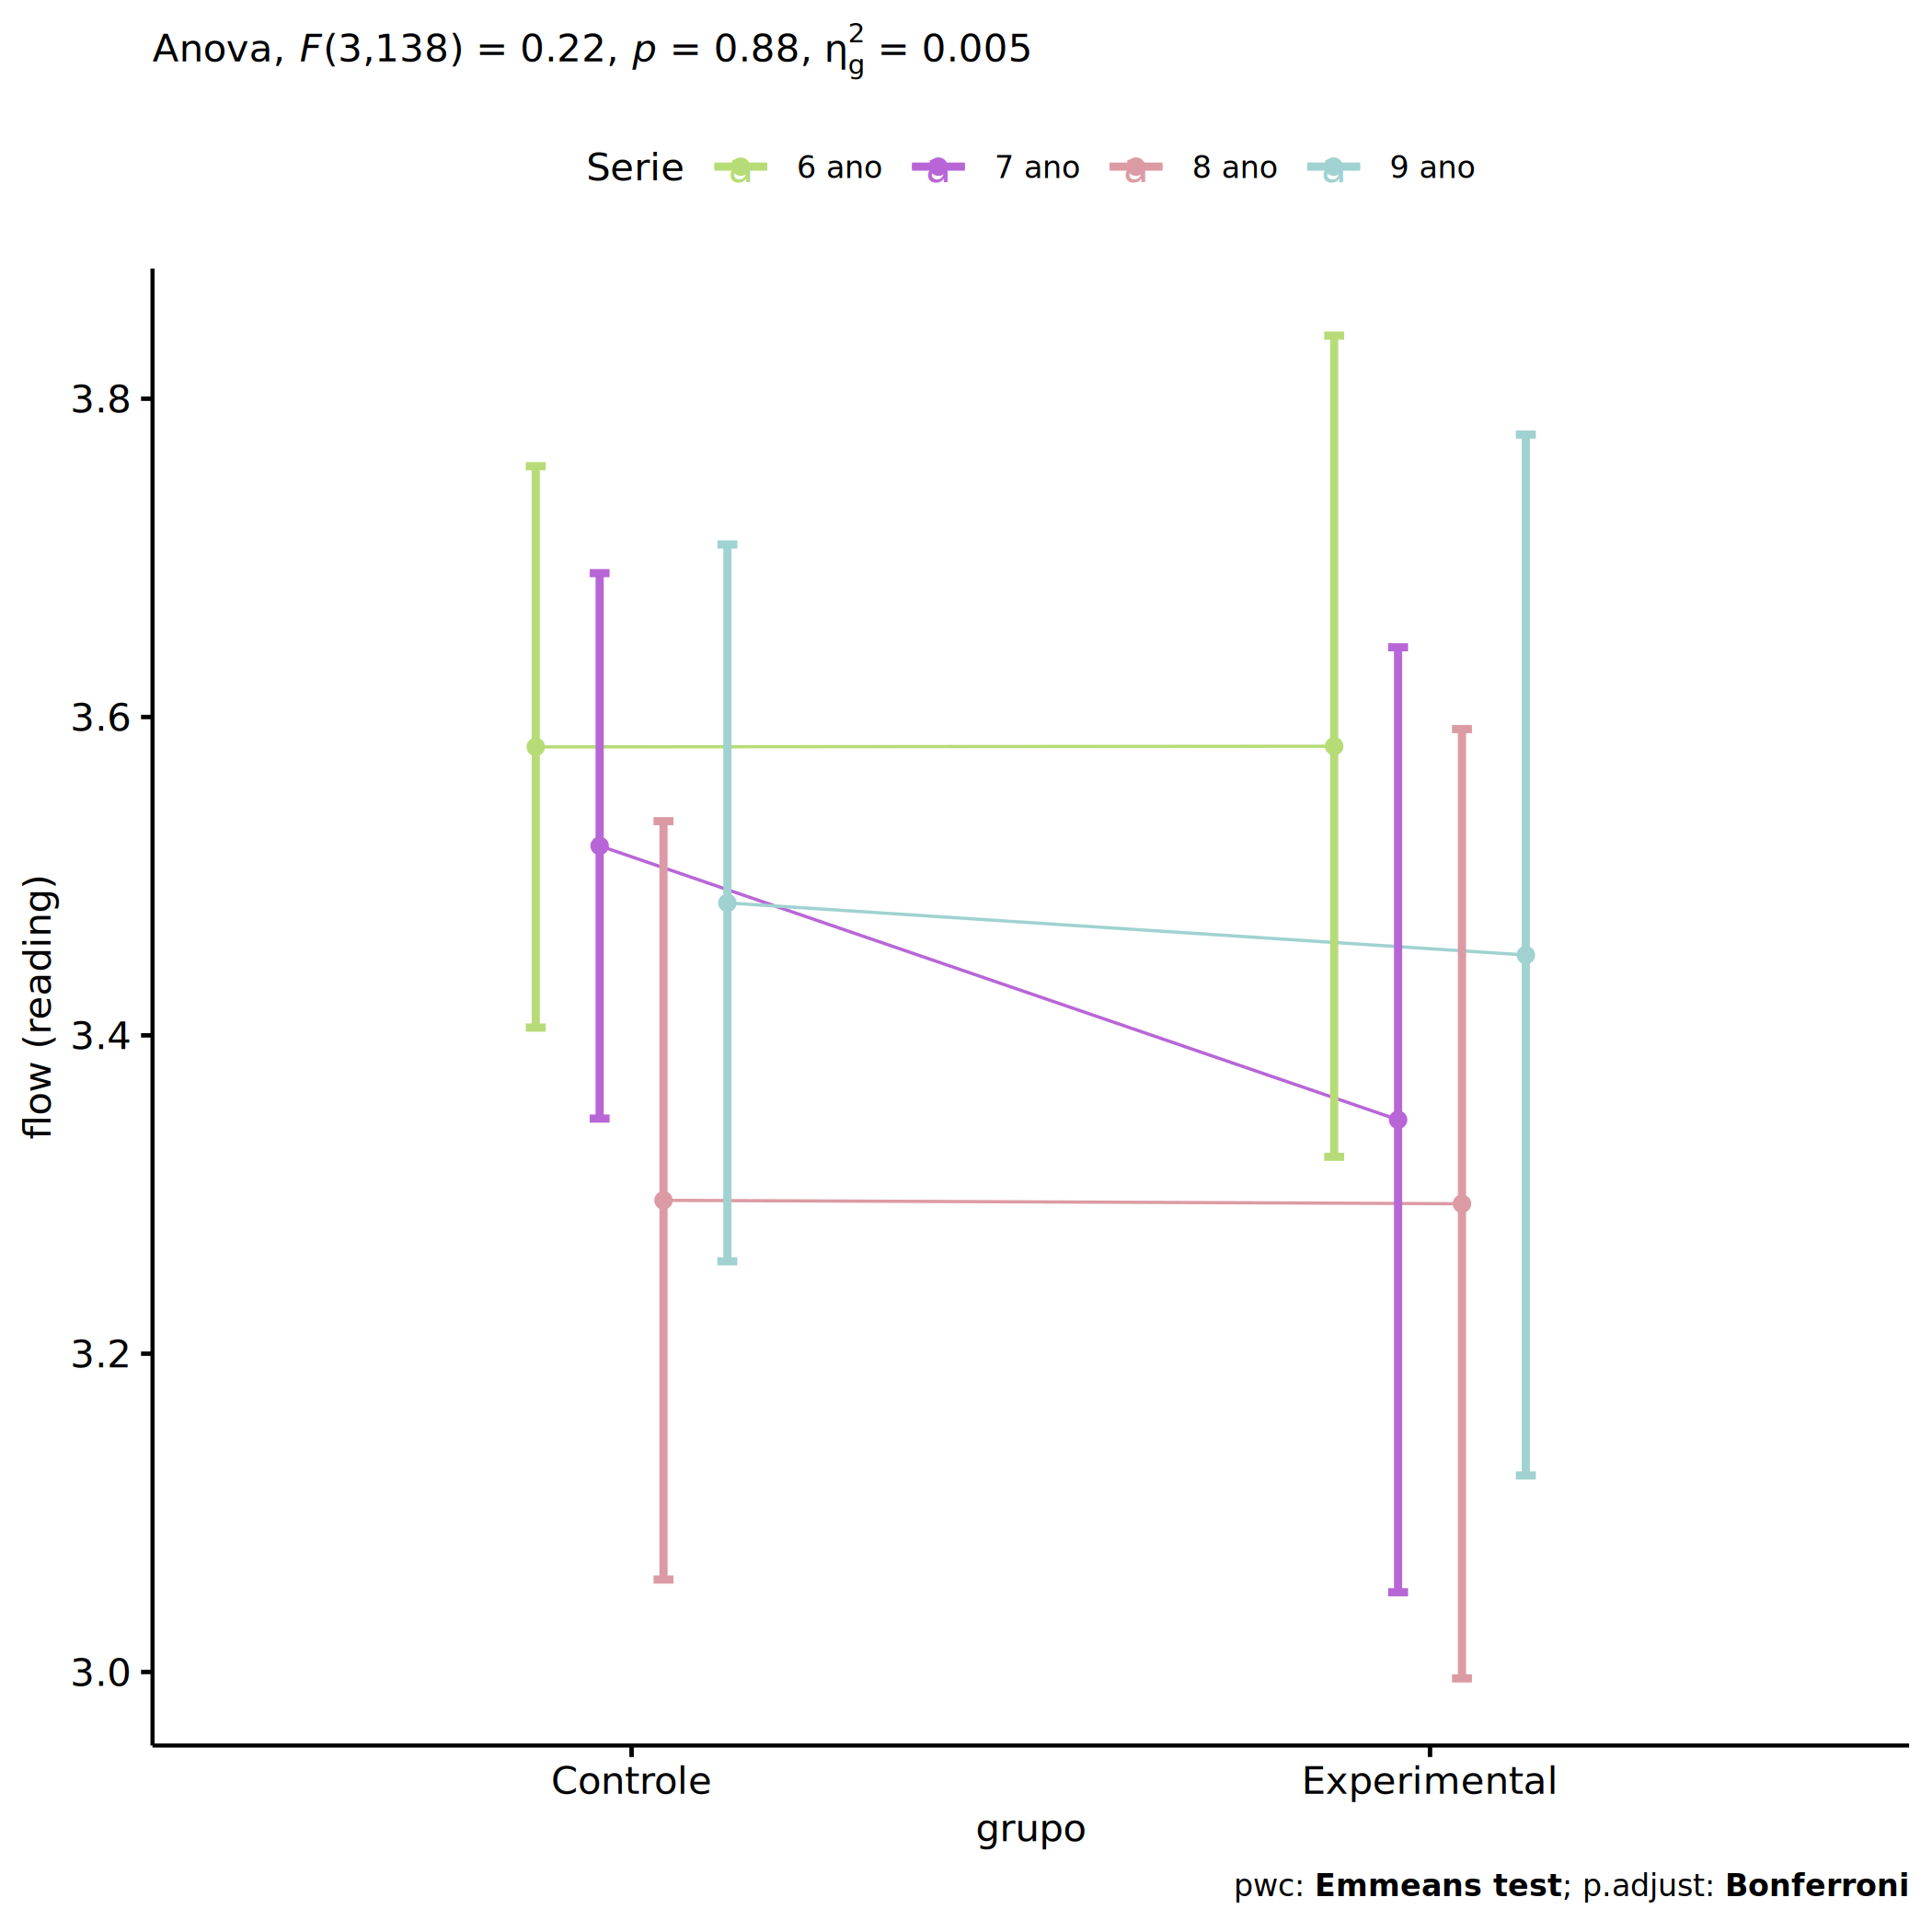 Anova, F(3,138) = 0.22, p = 0.88, η²g = 0.005
Serie a 6 ano a 7 ano a 8 ano a 9 ano
3.8
3.6
3.4
3.2
3.0
flow (reading)
Controle Experimental
grupo
pwc: Emmeans test; p.adjust: Bonferroni